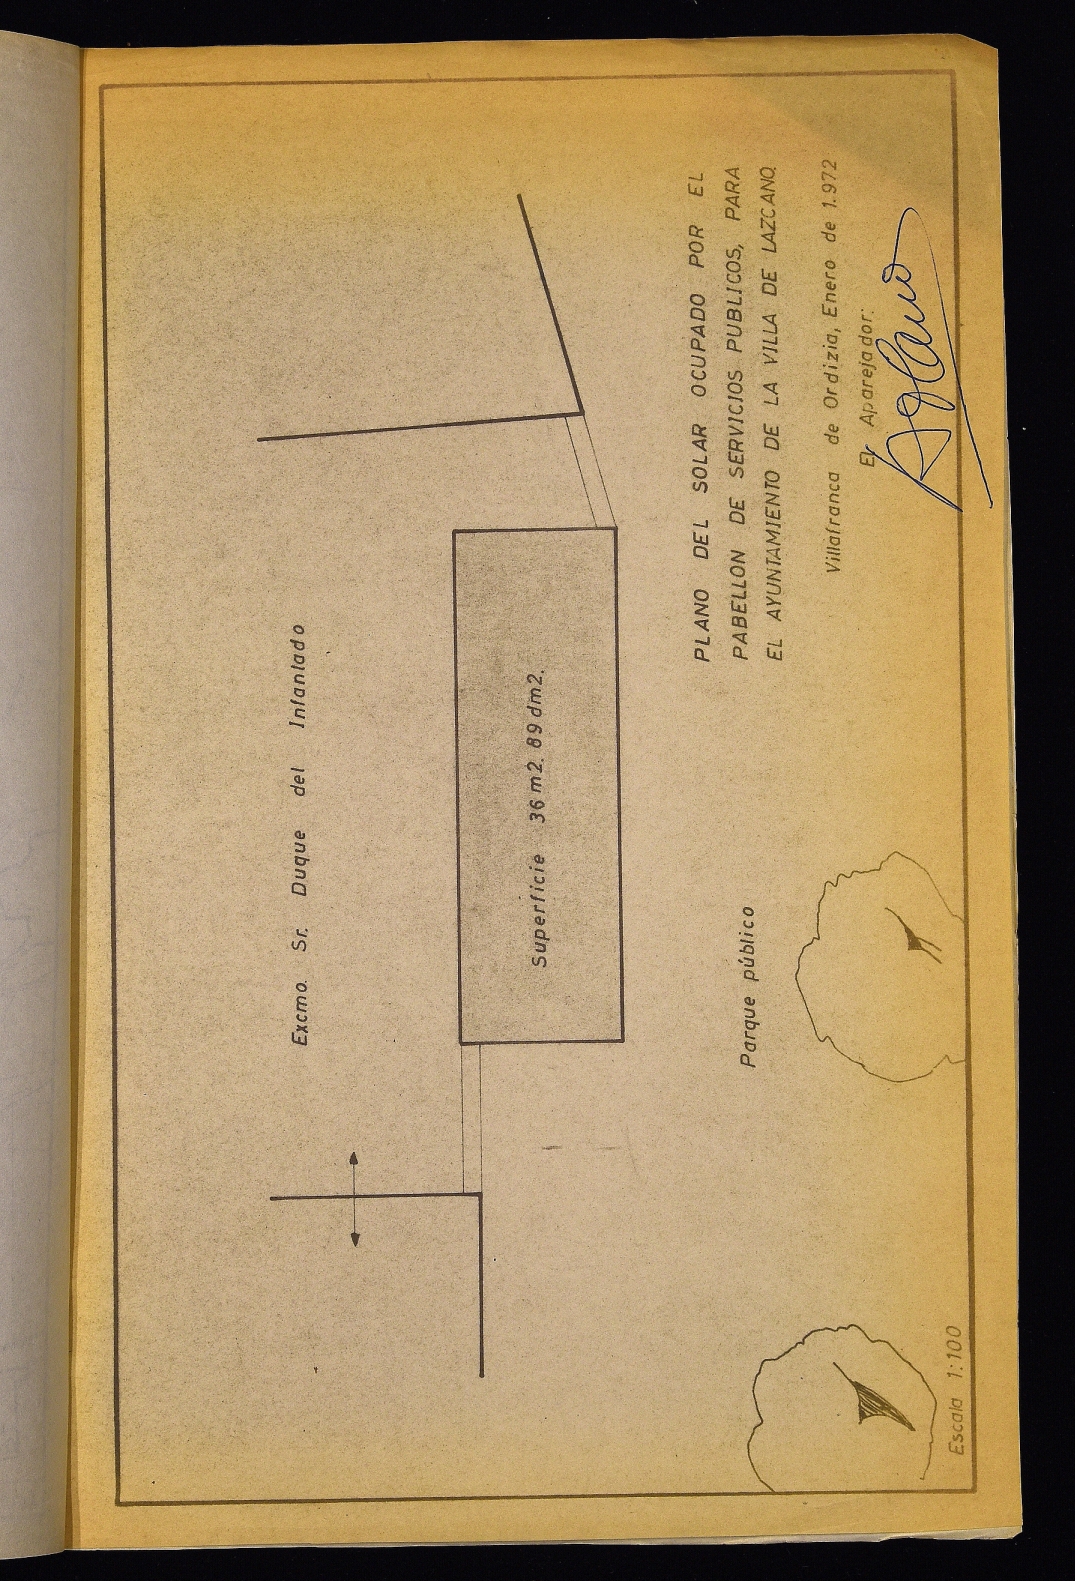 Excmo. Sr. Duque del Infantado
Superficie 36 m2. 89 dm2.
Parque público
PLANO DEL SOLAR OCUPADO POR EL
PABELLON DE SERVICIOS PUBLICOS, PARA
EL AYUNTAMIENTO DE LA VILLA DE LAZCANO.
Villafranca de Ordizia, Enero de 1.972
El Aparejador:
Escala 1:100